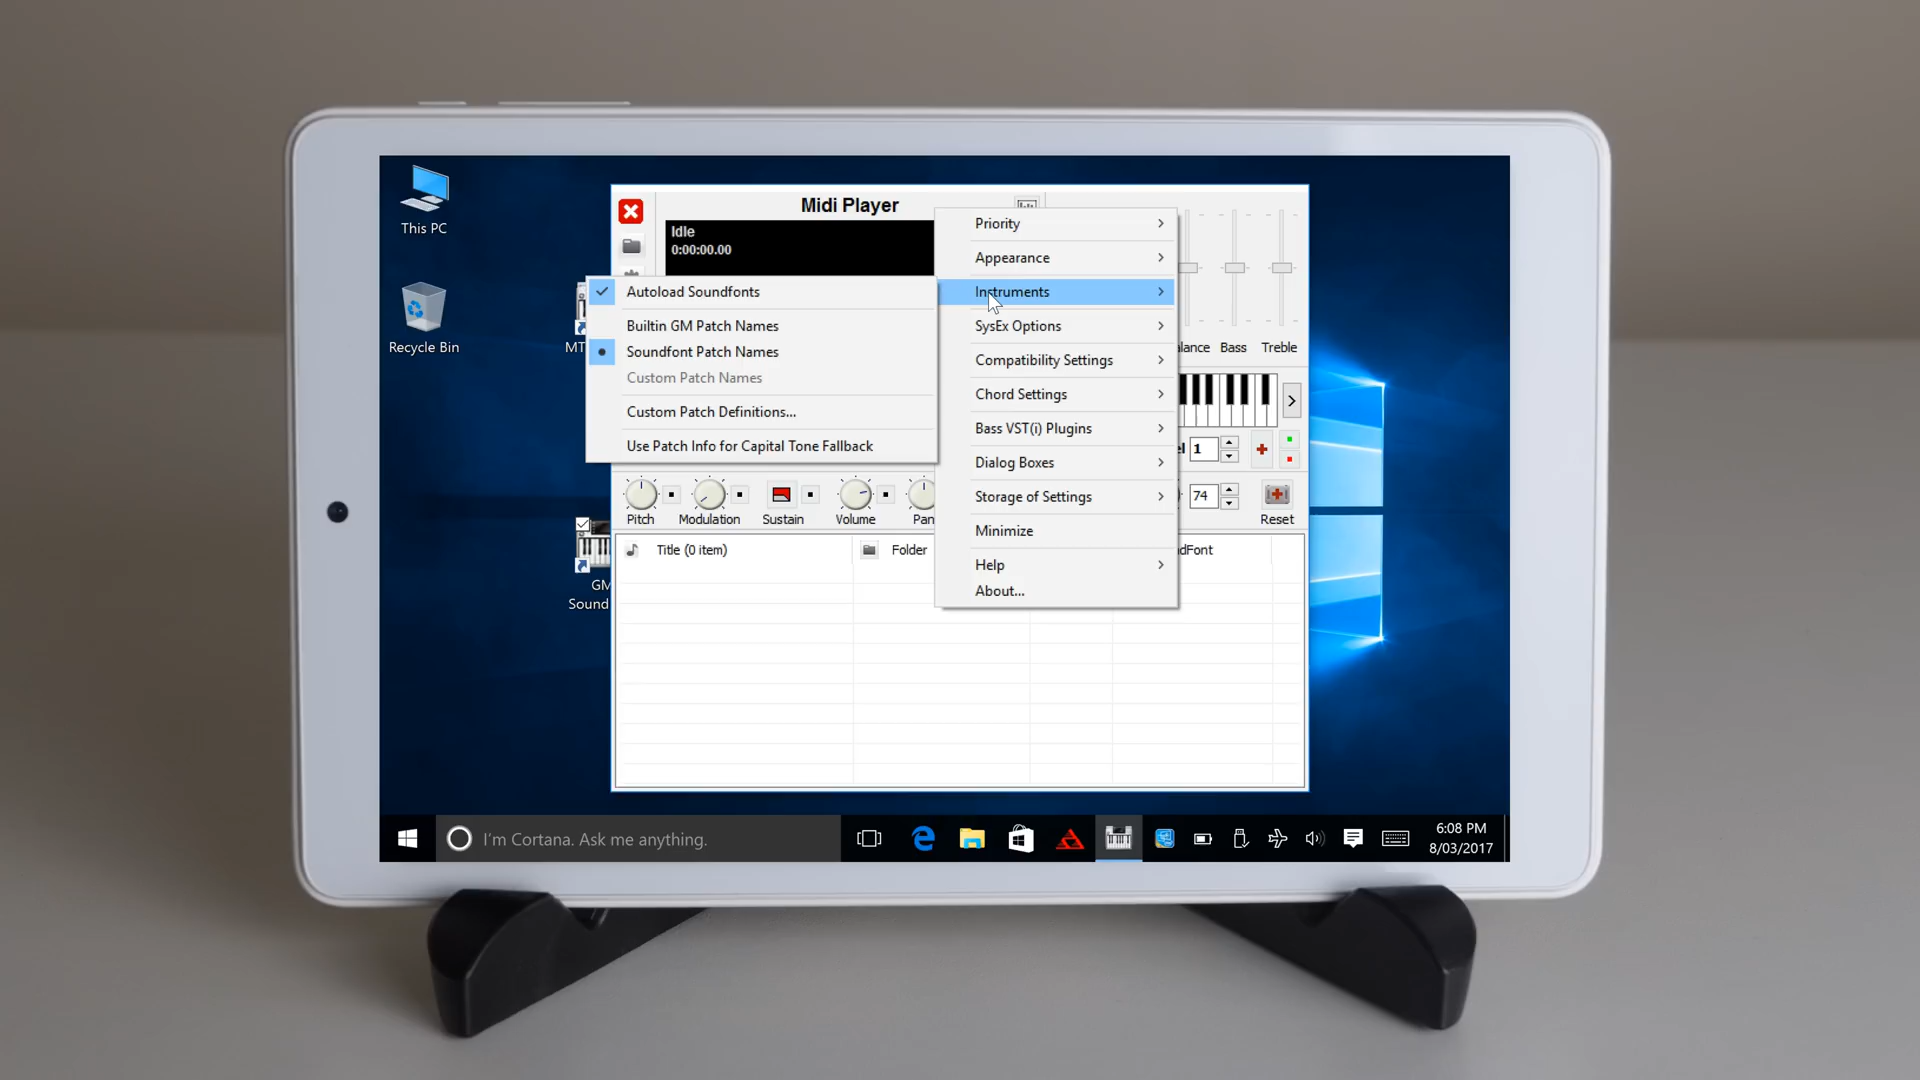 This PC
Recycle Bin
MT
GM
Sound
Midi Player
Idle
0:00:00.00
Autoload Soundfonts
Builtin GM Patch Names
Soundfont Patch Names
Custom Patch Names
Custom Patch Definitions...
Use Patch Info for Capital Tone Fallback
Priority
Appearance
Instruments
SysEx Options
Compatibility Settings
Chord Settings
Bass VST(i) Plugins
Dialog Boxes
Storage of Settings
Minimize
Help
About...
lance Bass Treble
el 1
74
Pitch Modulation Sustain Volume Pan Reset
Title (0 item) Folder dFont
I'm Cortana. Ask me anything.
6:08 PM
8/03/2017